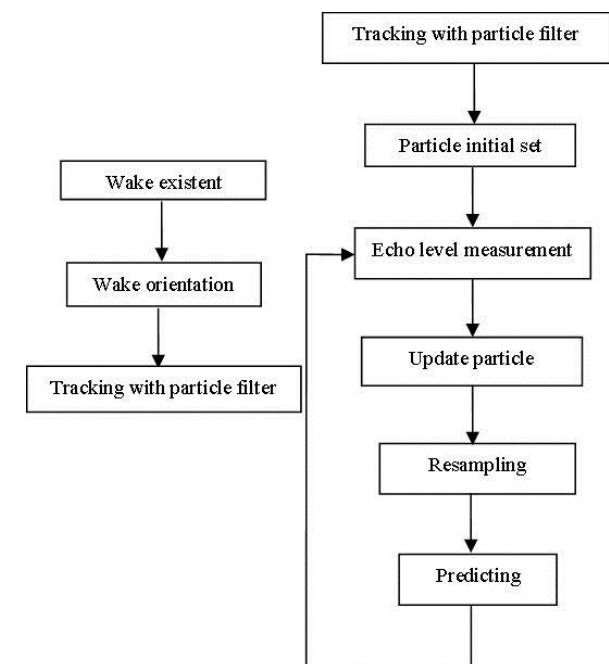 Wake existent
Wake orientation
Tracking with particle filter
Tracking with particle filter
Particle initial set
Echo level measurement
Update particle
Resampling
Predicting